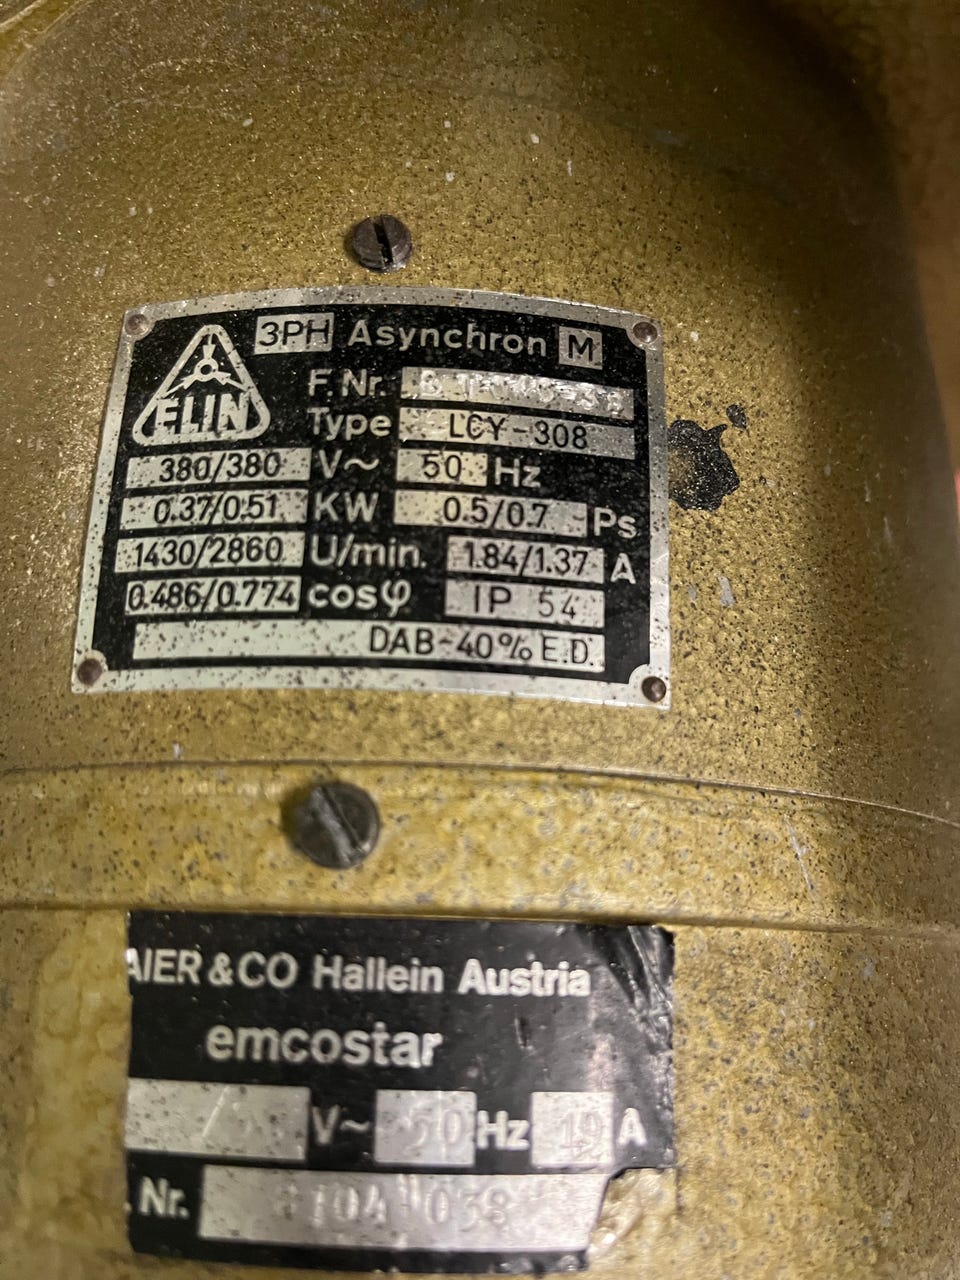 ELIN
3PH Asynchron M
F. Nr.
Type LCY-308
380/380 V~ 50 Hz
0.37/0.51 KW 0.5/0.7 Ps
1430/2860 U/min. 1.84/1.37 A
0.486/0.774 cosφ IP 54
DAB-40% E.D.
AIER & CO Hallein Austria
emcostar
V~ 50 Hz 19 A
. Nr.